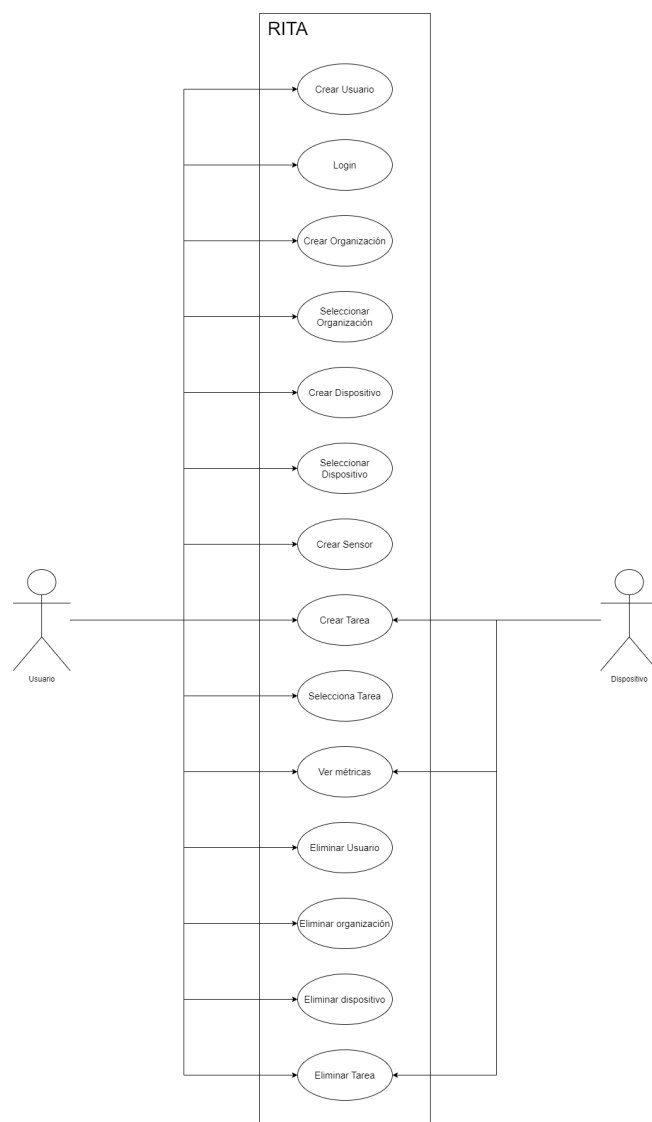 RITA
Crear Usuario
Login
Crear Organización
Seleccionar
Organización
Crear Dispositivo
Seleccionar
Dispositivo
Crear Sensor
Crear Tarea
Usuario
Dispositivo
Selecciona Tarea
Ver métricas
Eliminar Usuario
Eliminar organización
Eliminar dispositivo
Eliminar Tarea